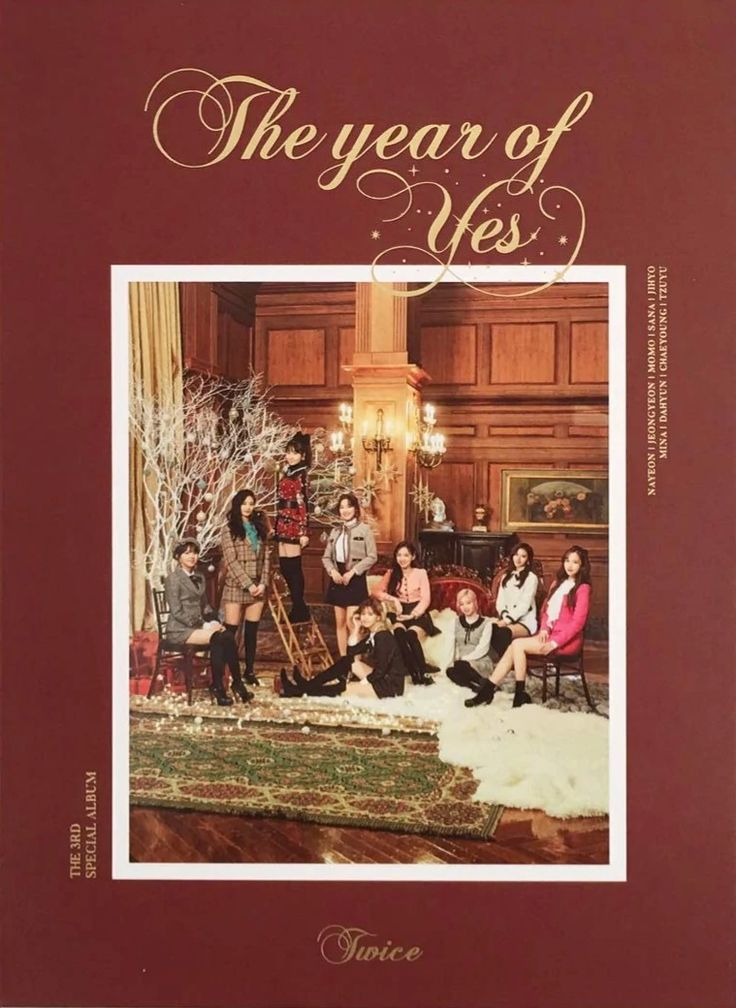 The year of
Yes
NAYEON | JEONGYEON | MOMO | SANA | JIHYO
MINA | DAHYUN | CHAEYOUNG | TZUYU
THE 3RD
SPECIAL ALBUM
Twice